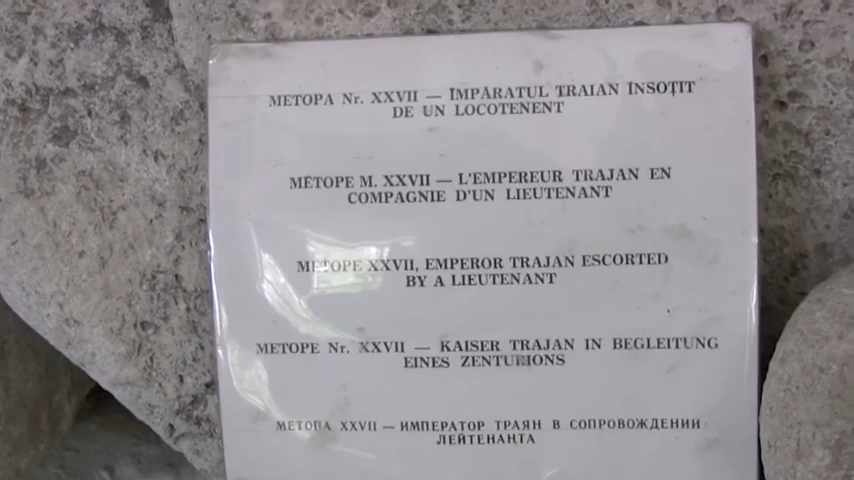 METOPA Nr. XXVII — ÎMPĂRATUL TRAIAN ÎNSOȚIT
DE UN LOCOTENENT
MÉTOPE M. XXVII — L'EMPEREUR TRAJAN EN
COMPAGNIE D'UN LIEUTENANT
METOPE XXVII, EMPEROR TRAJAN ESCORTED
BY A LIEUTENANT
METOPE Nr. XXVII — KAISER TRAJAN IN BEGLEITUNG
EINES ZENTURIONS
МЕТОПА XXVII — ИМПЕРАТОР ТРАЯН В СОПРОВОЖДЕНИИ
ЛЕЙТЕНАНТА